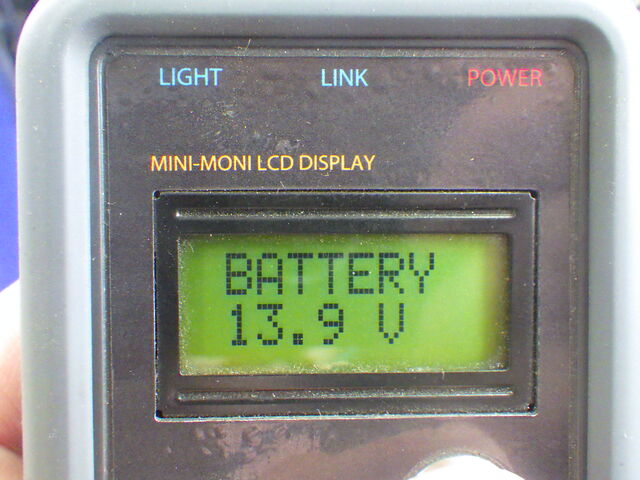 LIGHT LINK POWER
MINI-MONI LCD DISPLAY
BATTERY
13.9 V